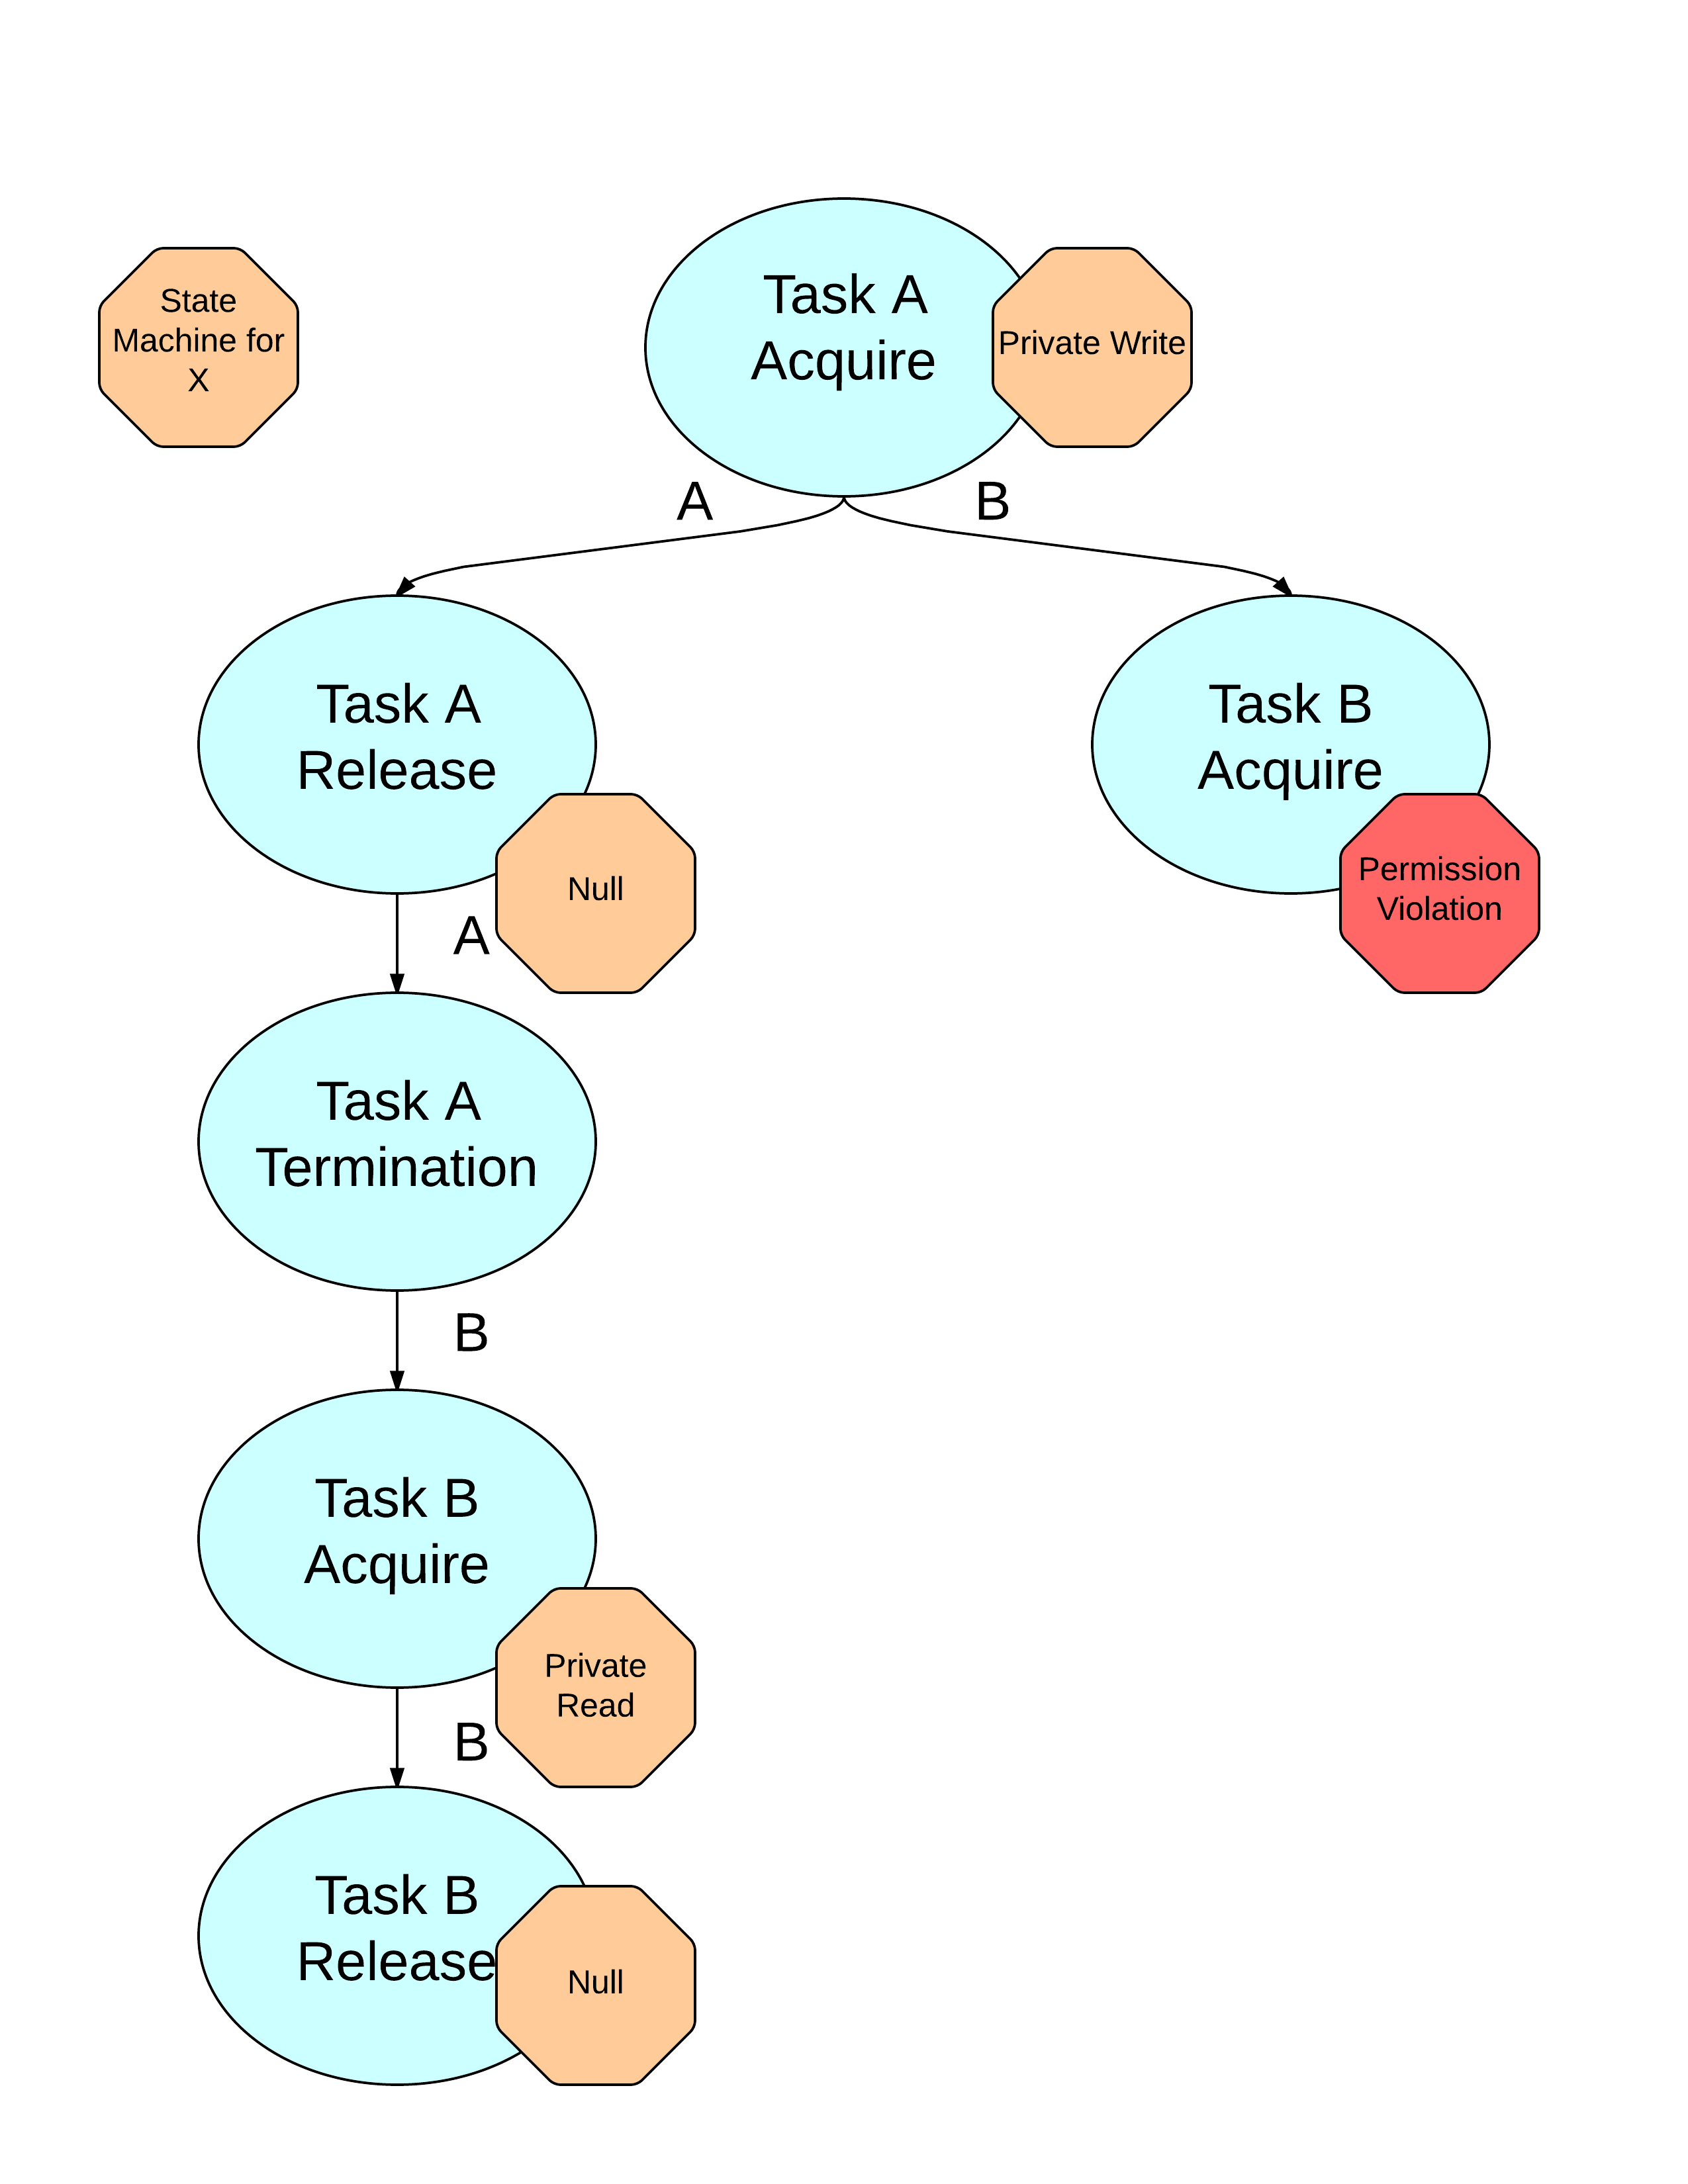 State
Machine for
X
Task A
Acquire
Private Write
A
B
Task A
Release
Null
Task B
Acquire
Permission
Violation
A
Task A
Termination
B
Task B
Acquire
Private
Read
B
Task B
Release
Null